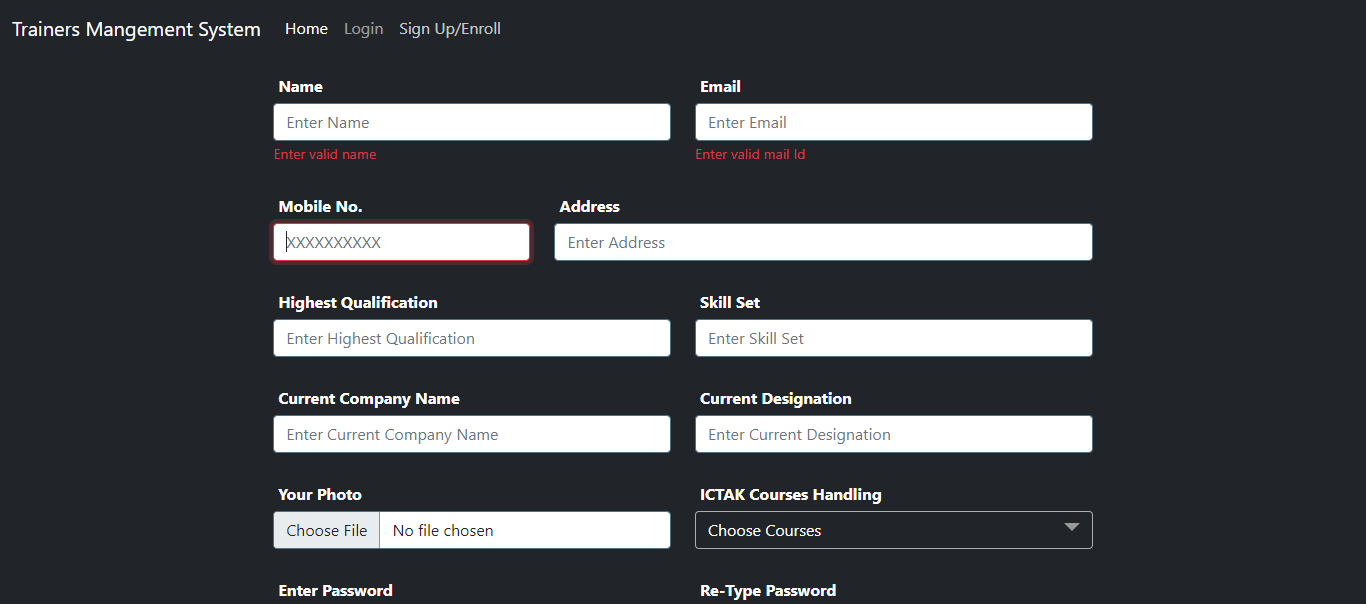 Trainers Mangement System Home Login Sign Up/Enroll
Name Email
Enter Name Enter Email
Enter valid name Enter valid mail Id
Mobile No. Address
XXXXXXXXXX Enter Address
Highest Qualification Skill Set
Enter Highest Qualification Enter Skill Set
Current Company Name Current Designation
Enter Current Company Name Enter Current Designation
Your Photo ICTAK Courses Handling
Choose File No file chosen Choose Courses
Enter Password Re-Type Password